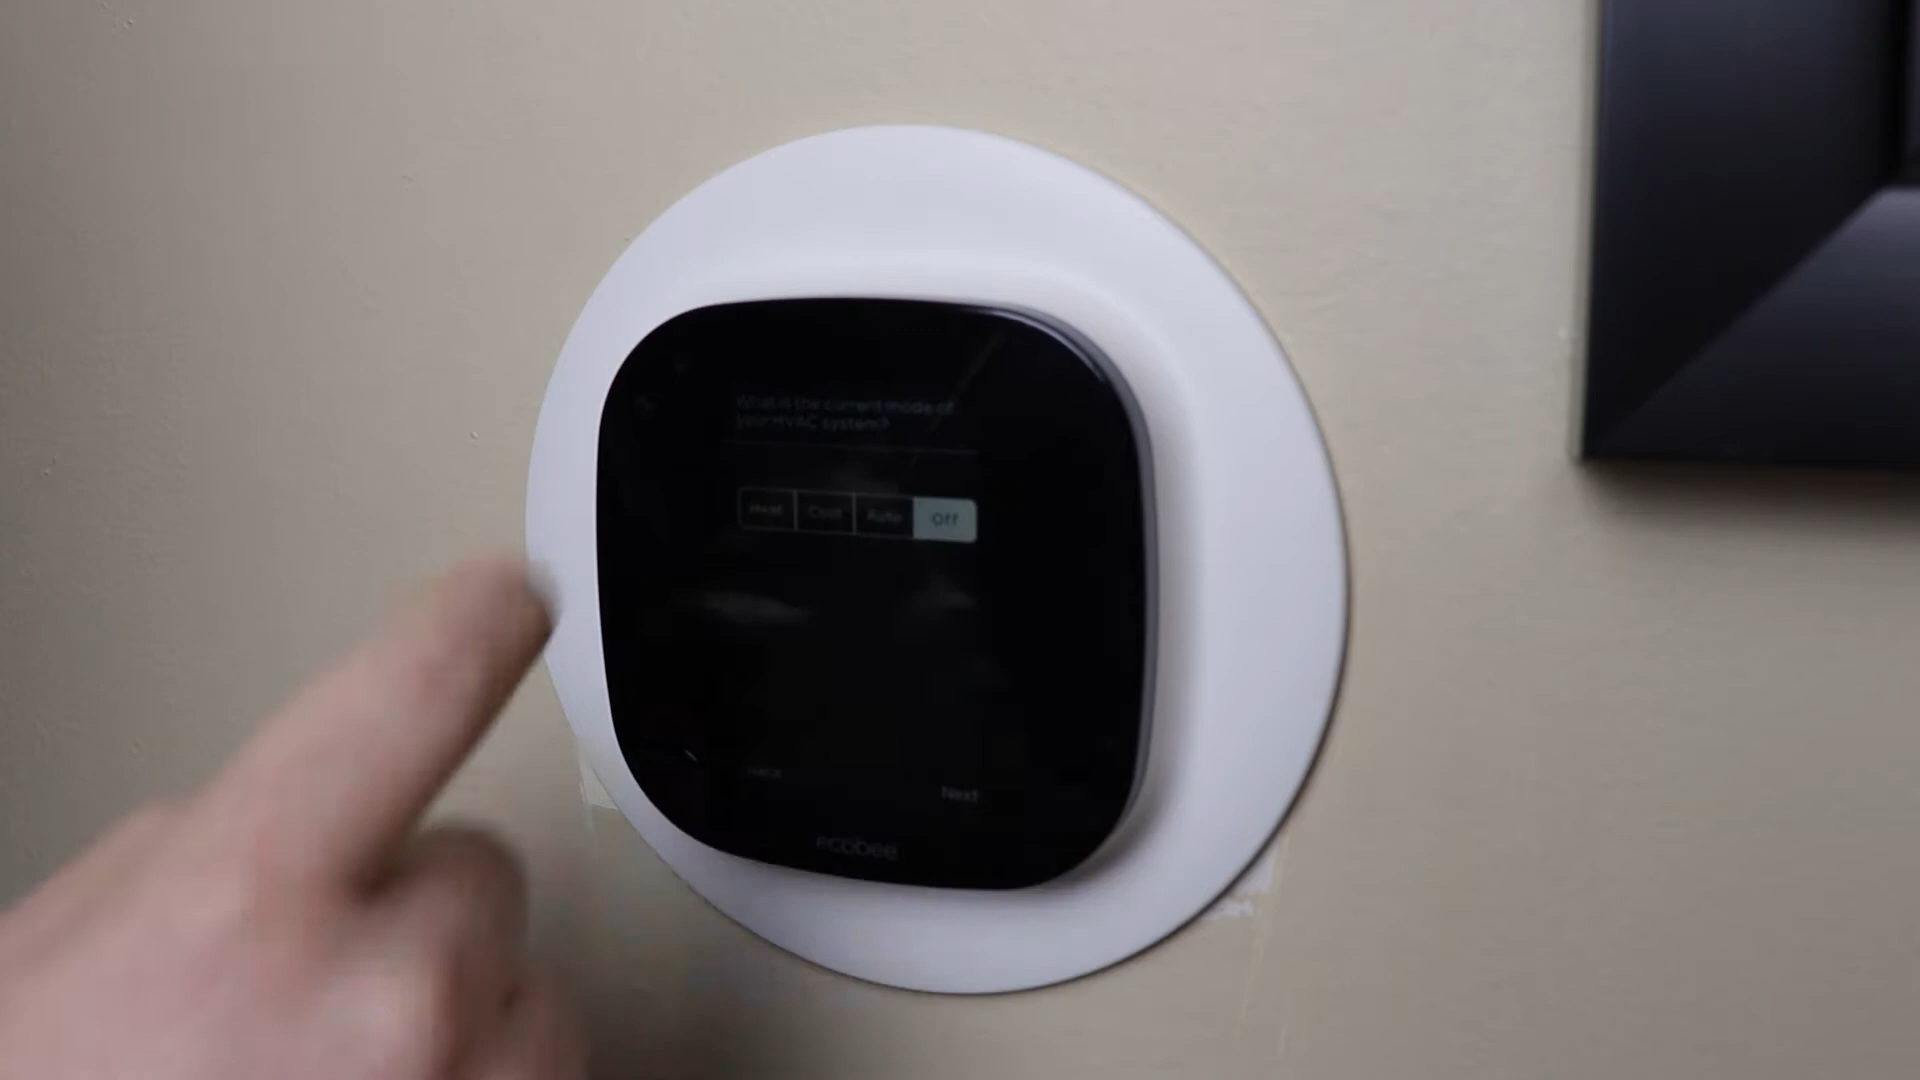 What is the current mode of
your HVAC system?
Heat Cool Auto Off
Back
Next
ecobee